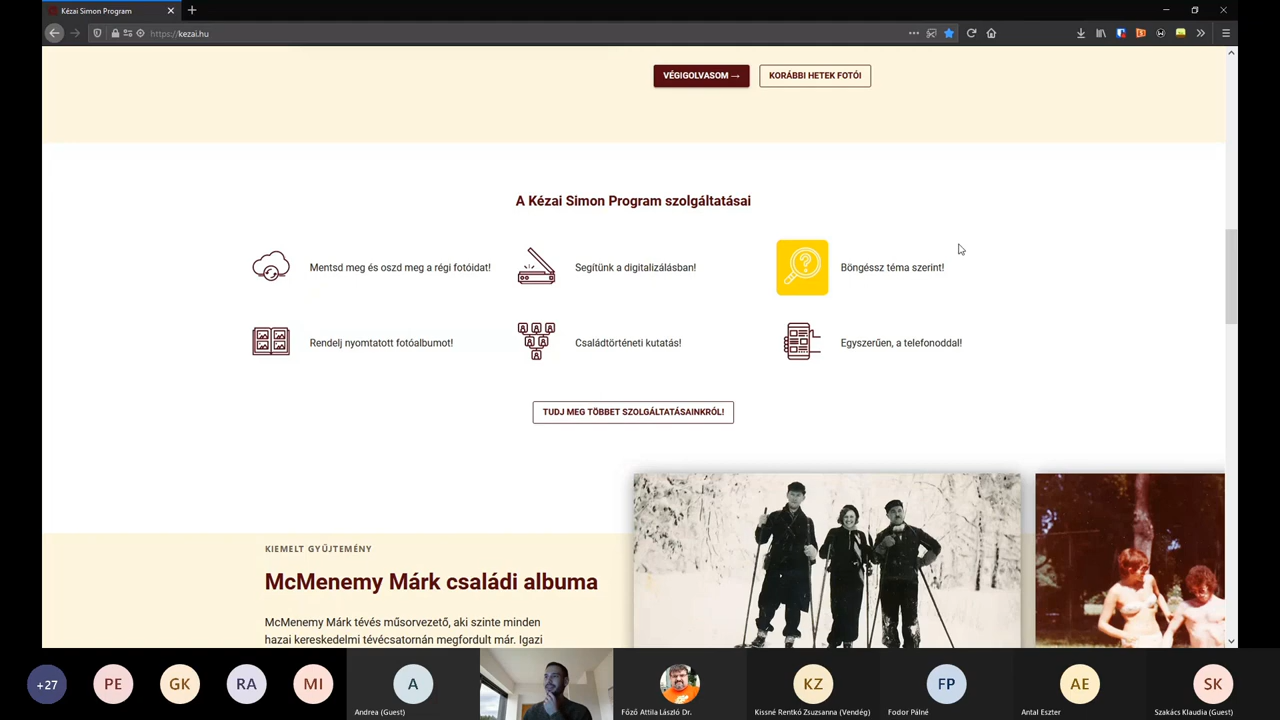 Kézai Simon Program
https://kezai.hu
VÉGIGOLVASOM →
KORÁBBI HETEK FOTÓI
A Kézai Simon Program szolgáltatásai
Mentsd meg és oszd meg a régi fotóidat!
Segítünk a digitalizálásban!
Böngéssz téma szerint!
Rendelj nyomtatott fotóalbumot!
Családtörténeti kutatás!
Egyszerűen, a telefonoddal!
TUDJ MEG TÖBBET SZOLGÁLTATÁSAINKRÓL!
KIEMELT GYŰJTEMÉNY
McMenemy Márk családi albuma
McMenemy Márk tévés műsorvezető, aki szinte minden
hazai kereskedelmi tévécsatornán megfordult már. Igazi
+27
PE
GK
RA
MI
A
KZ
FP
AE
SK
Andrea (Guest)
Főző Attila László Dr.
Kissné Rentkó Zsuzsanna (Vendég)
Fodor Pálné
Antal Eszter
Szakács Klaudia (Guest)